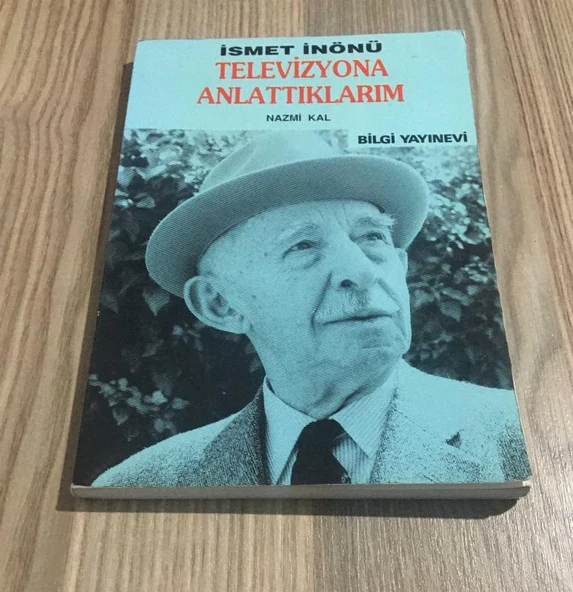 İSMET İNÖNÜ
TELEVİZYONA
ANLATTIKLARIM
NAZMİ KAL
BİLGİ YAYINEVİ